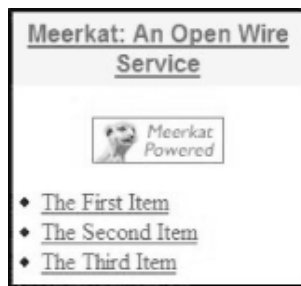 Meerkat: An Open Wire
Service
Meerkat
Powered
The First Item
The Second Item
The Third Item